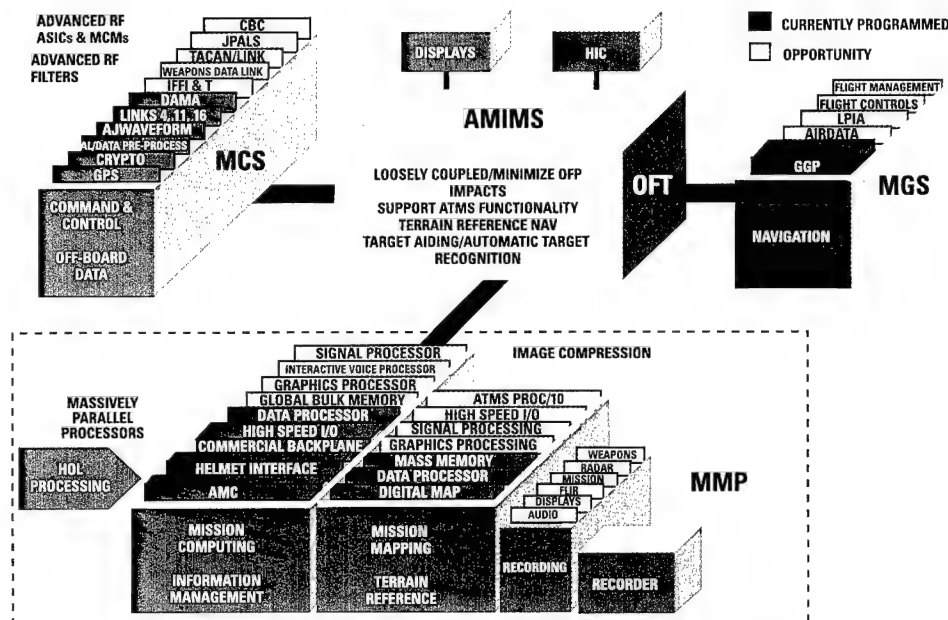 ADVANCED RF
ASICs & MCMs
ADVANCED RF
FILTERS
CBC
JPALS
TACAN/LINK
WEAPONS DATA LINK
IFFI & T
DAMA
LINKS 4, 11, 16
AJWAVEFORM
AL/DATA PRE-PROCESS
CRYPTO
GPS
MCS
COMMAND &
CONTROL
OFF-BOARD
DATA
DISPLAYS
HIC
AMIMS
LOOSELY COUPLED/MINIMIZE OFP
IMPACTS
SUPPORT ATMS FUNCTIONALITY
TERRAIN REFERENCE NAV
TARGET AIDING/AUTOMATIC TARGET
RECOGNITION
OFT
CURRENTLY PROGRAMMED
OPPORTUNITY
FLIGHT MANAGEMENT
FLIGHT CONTROLS
LPIA
AIRDATA
GGP
MGS
NAVIGATION
MASSIVELY
PARALLEL
PROCESSORS
HOL
PROCESSING
SIGNAL PROCESSOR
INTERACTIVE VOICE PROCESSOR
GRAPHICS PROCESSOR
GLOBAL BULK MEMORY
DATA PROCESSOR
HIGH SPEED I/O
COMMERCIAL BACKPLANE
HELMET INTERFACE
AMC
MISSION
COMPUTING
INFORMATION
MANAGEMENT
IMAGE COMPRESSION
ATMS PROC/10
HIGH SPEED I/O
SIGNAL PROCESSING
GRAPHICS PROCESSING
MASS MEMORY
DATA PROCESSOR
DIGITAL MAP
MISSION
MAPPING
TERRAIN
REFERENCE
WEAPONS
RADAR
MISSION
FLIR
DISPLAYS
AUDIO
RECORDING
RECORDER
MMP